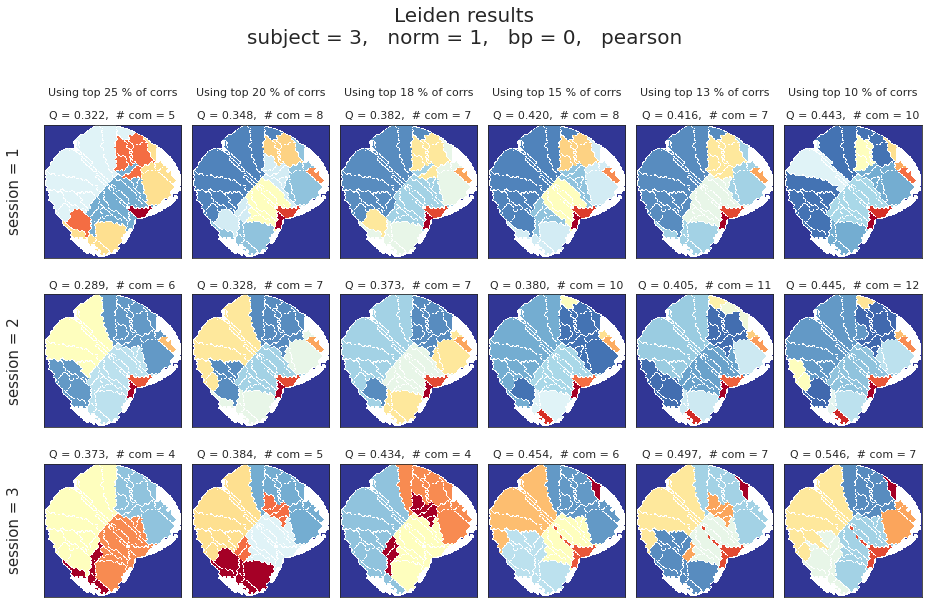 Leiden results
subject = 3,   norm = 1,   bp = 0,   pearson
Using top 25 % of corrs
Using top 20 % of corrs
Using top 18 % of corrs
Using top 15 % of corrs
Using top 13 % of corrs
Using top 10 % of corrs
session = 1
Q = 0.322,  # com = 5
Q = 0.348,  # com = 8
Q = 0.382,  # com = 7
Q = 0.420,  # com = 8
Q = 0.416,  # com = 7
Q = 0.443,  # com = 10
session = 2
Q = 0.289,  # com = 6
Q = 0.328,  # com = 7
Q = 0.373,  # com = 7
Q = 0.380,  # com = 10
Q = 0.405,  # com = 11
Q = 0.445,  # com = 12
session = 3
Q = 0.373,  # com = 4
Q = 0.384,  # com = 5
Q = 0.434,  # com = 4
Q = 0.454,  # com = 6
Q = 0.497,  # com = 7
Q = 0.546,  # com = 7